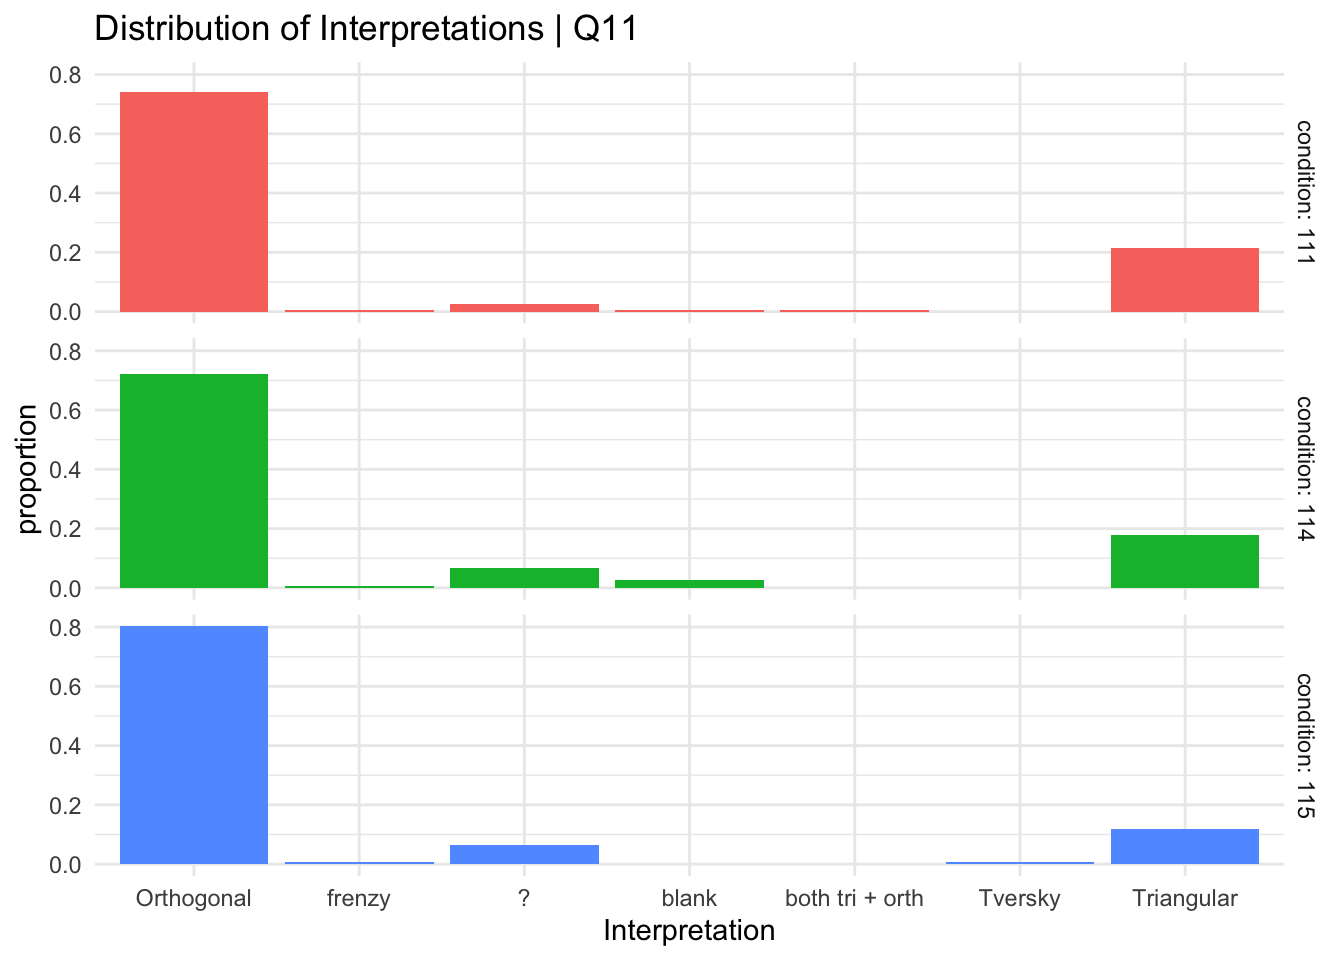 Distribution of Interpretations | Q11
0.8
0.6
0.4
0.2
0.0
condition: 111
0.8
0.6
0.4
0.2
0.0
condition: 114
0.8
0.6
0.4
0.2
0.0
condition: 115
proportion
Orthogonal frenzy ? blank both tri + orth Tversky Triangular
Interpretation